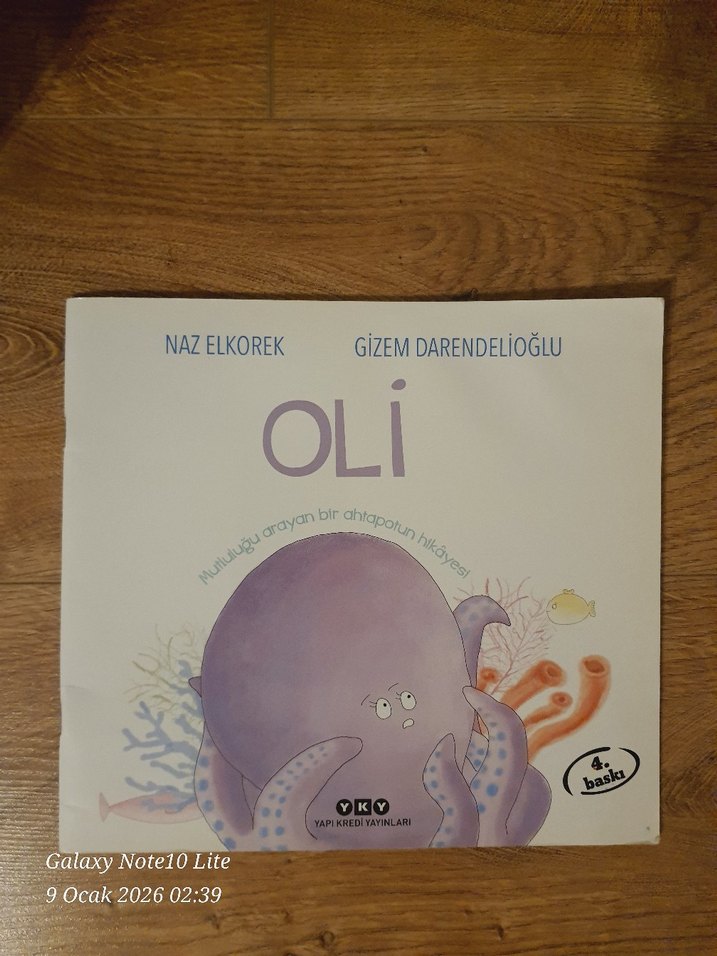 NAZ ELKOREK GİZEM DARENDELİOĞLU
OLİ
Mutluluğu arayan bir ahtapotun hikâyesi
4.
baskı
YKY
YAPI KREDİ YAYINLARI
Galaxy Note10 Lite
9 Ocak 2026 02:39